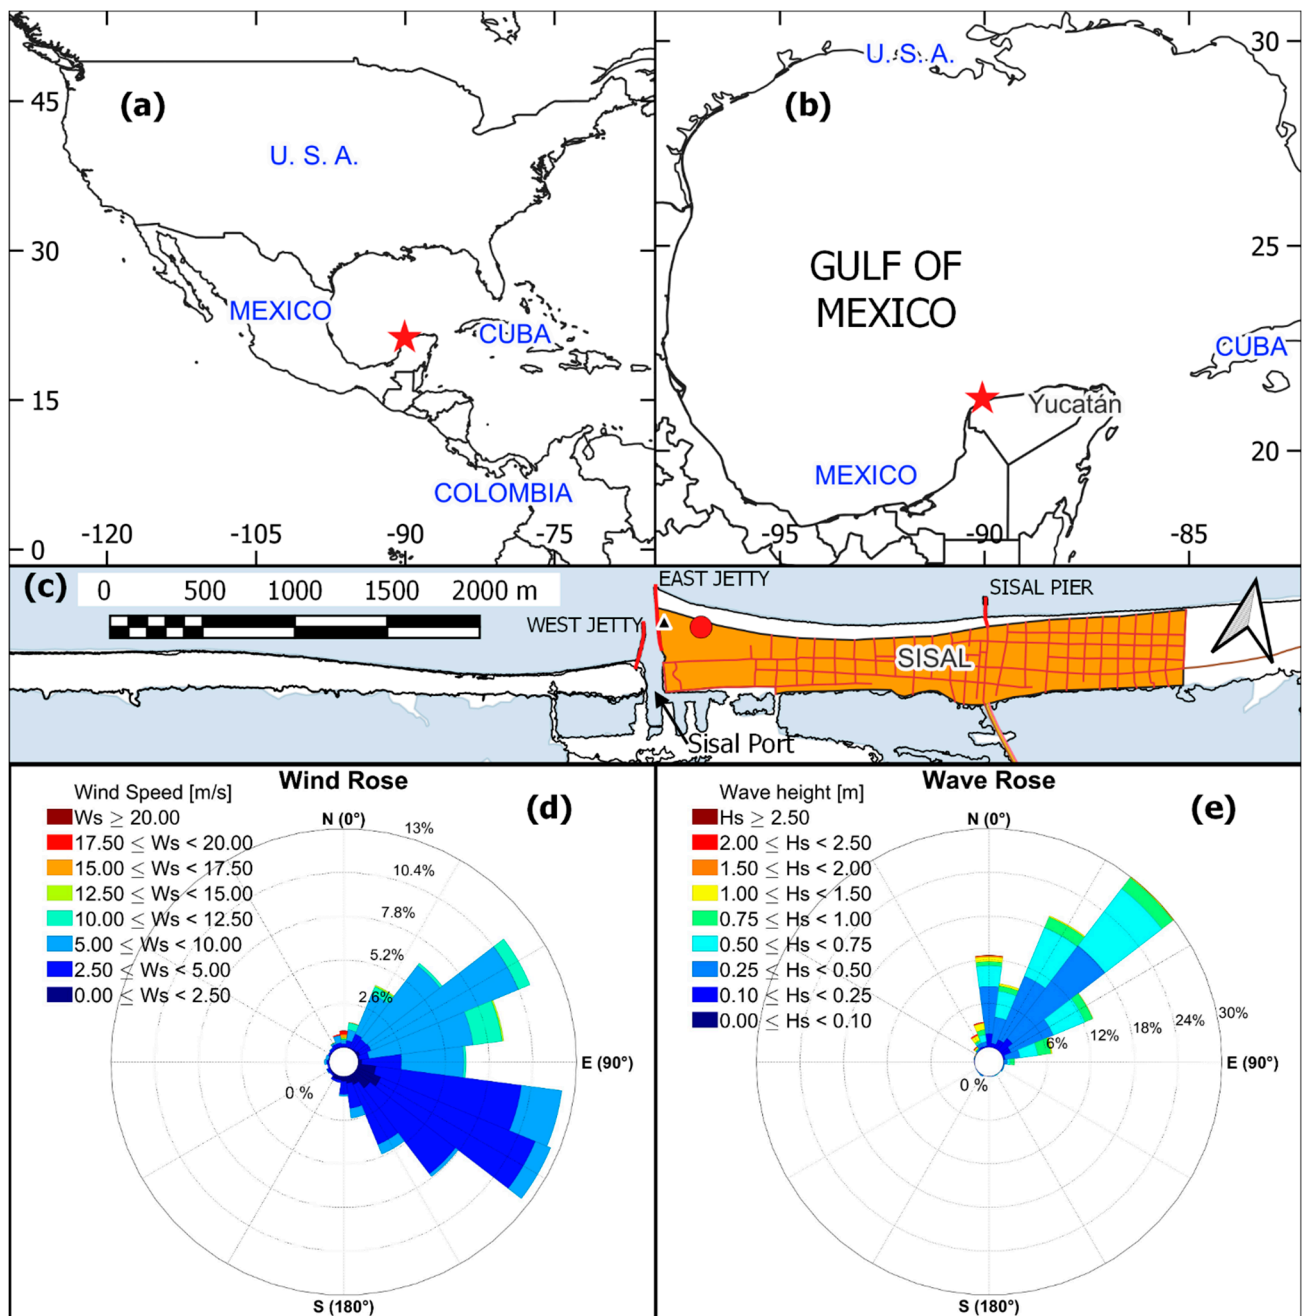 (a)
U. S. A.
MEXICO
CUBA
COLOMBIA
45
30
15
0
-120
-105
-90
-75
(b)
U. S.A.
GULF OF
MEXICO
CUBA
Yucatán
MEXICO
30
25
20
-95
-90
-85
(c)
0 500 1000 1500 2000 m
EAST JETTY
WEST JETTY
SISAL PIER
SISAL
Sisal Port
Wind Rose
(d)
Wind Speed [m/s]
Ws ≥ 20.00
17.50 ≤ Ws < 20.00
15.00 ≤ Ws < 17.50
12.50 ≤ Ws < 15.00
10.00 ≤ Ws < 12.50
5.00 ≤ Ws < 10.00
2.50 ≤ Ws < 5.00
0.00 ≤ Ws < 2.50
N (0°)
13%
10.4%
7.8%
5.2%
2.6%
0 %
E (90°)
S (180°)
Wave Rose
(e)
Wave height [m]
Hs ≥ 2.50
2.00 ≤ Hs < 2.50
1.50 ≤ Hs < 2.00
1.00 ≤ Hs < 1.50
0.75 ≤ Hs < 1.00
0.50 ≤ Hs < 0.75
0.25 ≤ Hs < 0.50
0.10 ≤ Hs < 0.25
0.00 ≤ Hs < 0.10
N (0°)
30%
24%
18%
12%
6%
0 %
E (90°)
S (180°)